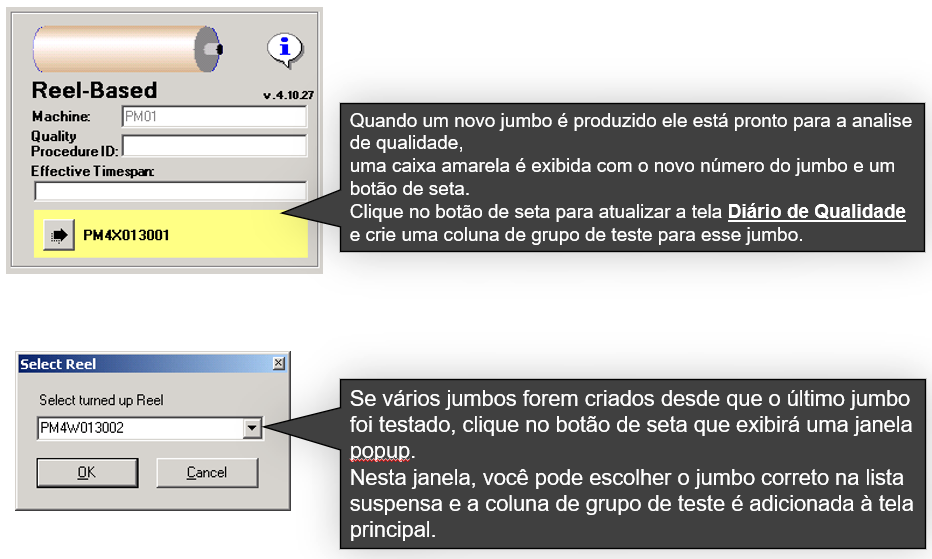 Reel-Based
v.4.10.27
Machine:
PM01
Quality
Procedure ID:
Effective Timespan:
PM4X013001
Quando um novo jumbo é produzido ele está pronto para a analise
de qualidade,
uma caixa amarela é exibida com o novo número do jumbo e um
botão de seta.
Clique no botão de seta para atualizar a tela Diário de Qualidade
e crie uma coluna de grupo de teste para esse jumbo.
Select Reel
Select turned up Reel
PM4W013002
OK
Cancel
Se vários jumbos forem criados desde que o último jumbo
foi testado, clique no botão de seta que exibirá uma janela
popup.
Nesta janela, você pode escolher o jumbo correto na lista
suspensa e a coluna de grupo de teste é adicionada à tela
principal.